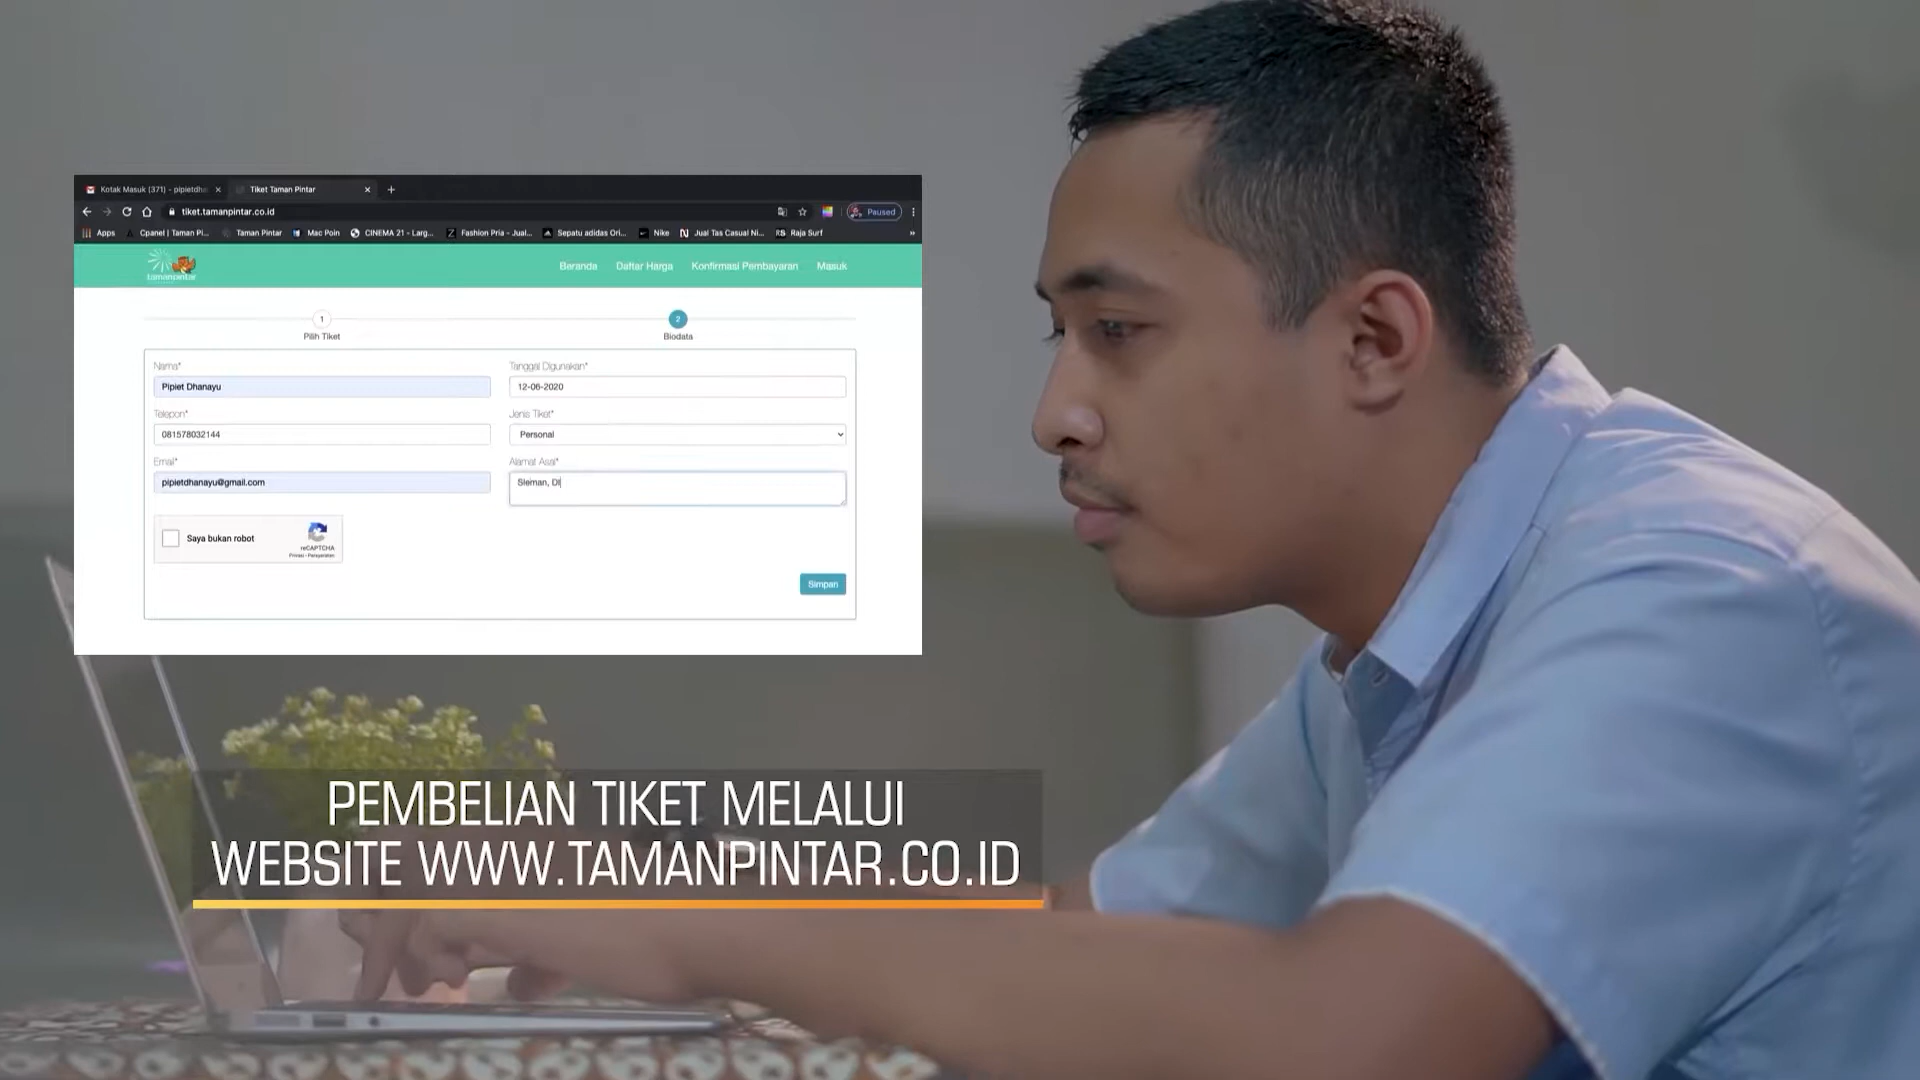 Kotak Masuk (371) - pipietdha
Tiket Taman Pintar
tiket.tamanpintar.co.id
Paused
Apps
Cpanel | Taman Pi...
Taman Pintar
Mac Poin
CINEMA 21 - Larg...
Fashion Pria - Jual...
Sepatu adidas Ori...
Nike
Jual Tas Casual Ni...
RS Raja Surf
tamanpintar
Beranda
Daftar Harga
Konfirmasi Pembayaran
Masuk
1
Pilih Tiket
2
Biodata
Nama*
Pipiet Dhanayu
Tanggal Digunakan*
12-06-2020
Telepon*
081578032144
Jenis Tiket*
Personal
Email*
pipietdhanayu@gmail.com
Alamat Asal*
Sleman, DI
Saya bukan robot
reCAPTCHA
Privasi - Persyaratan
Simpan
PEMBELIAN TIKET MELALUI
WEBSITE WWW.TAMANPINTAR.CO.ID